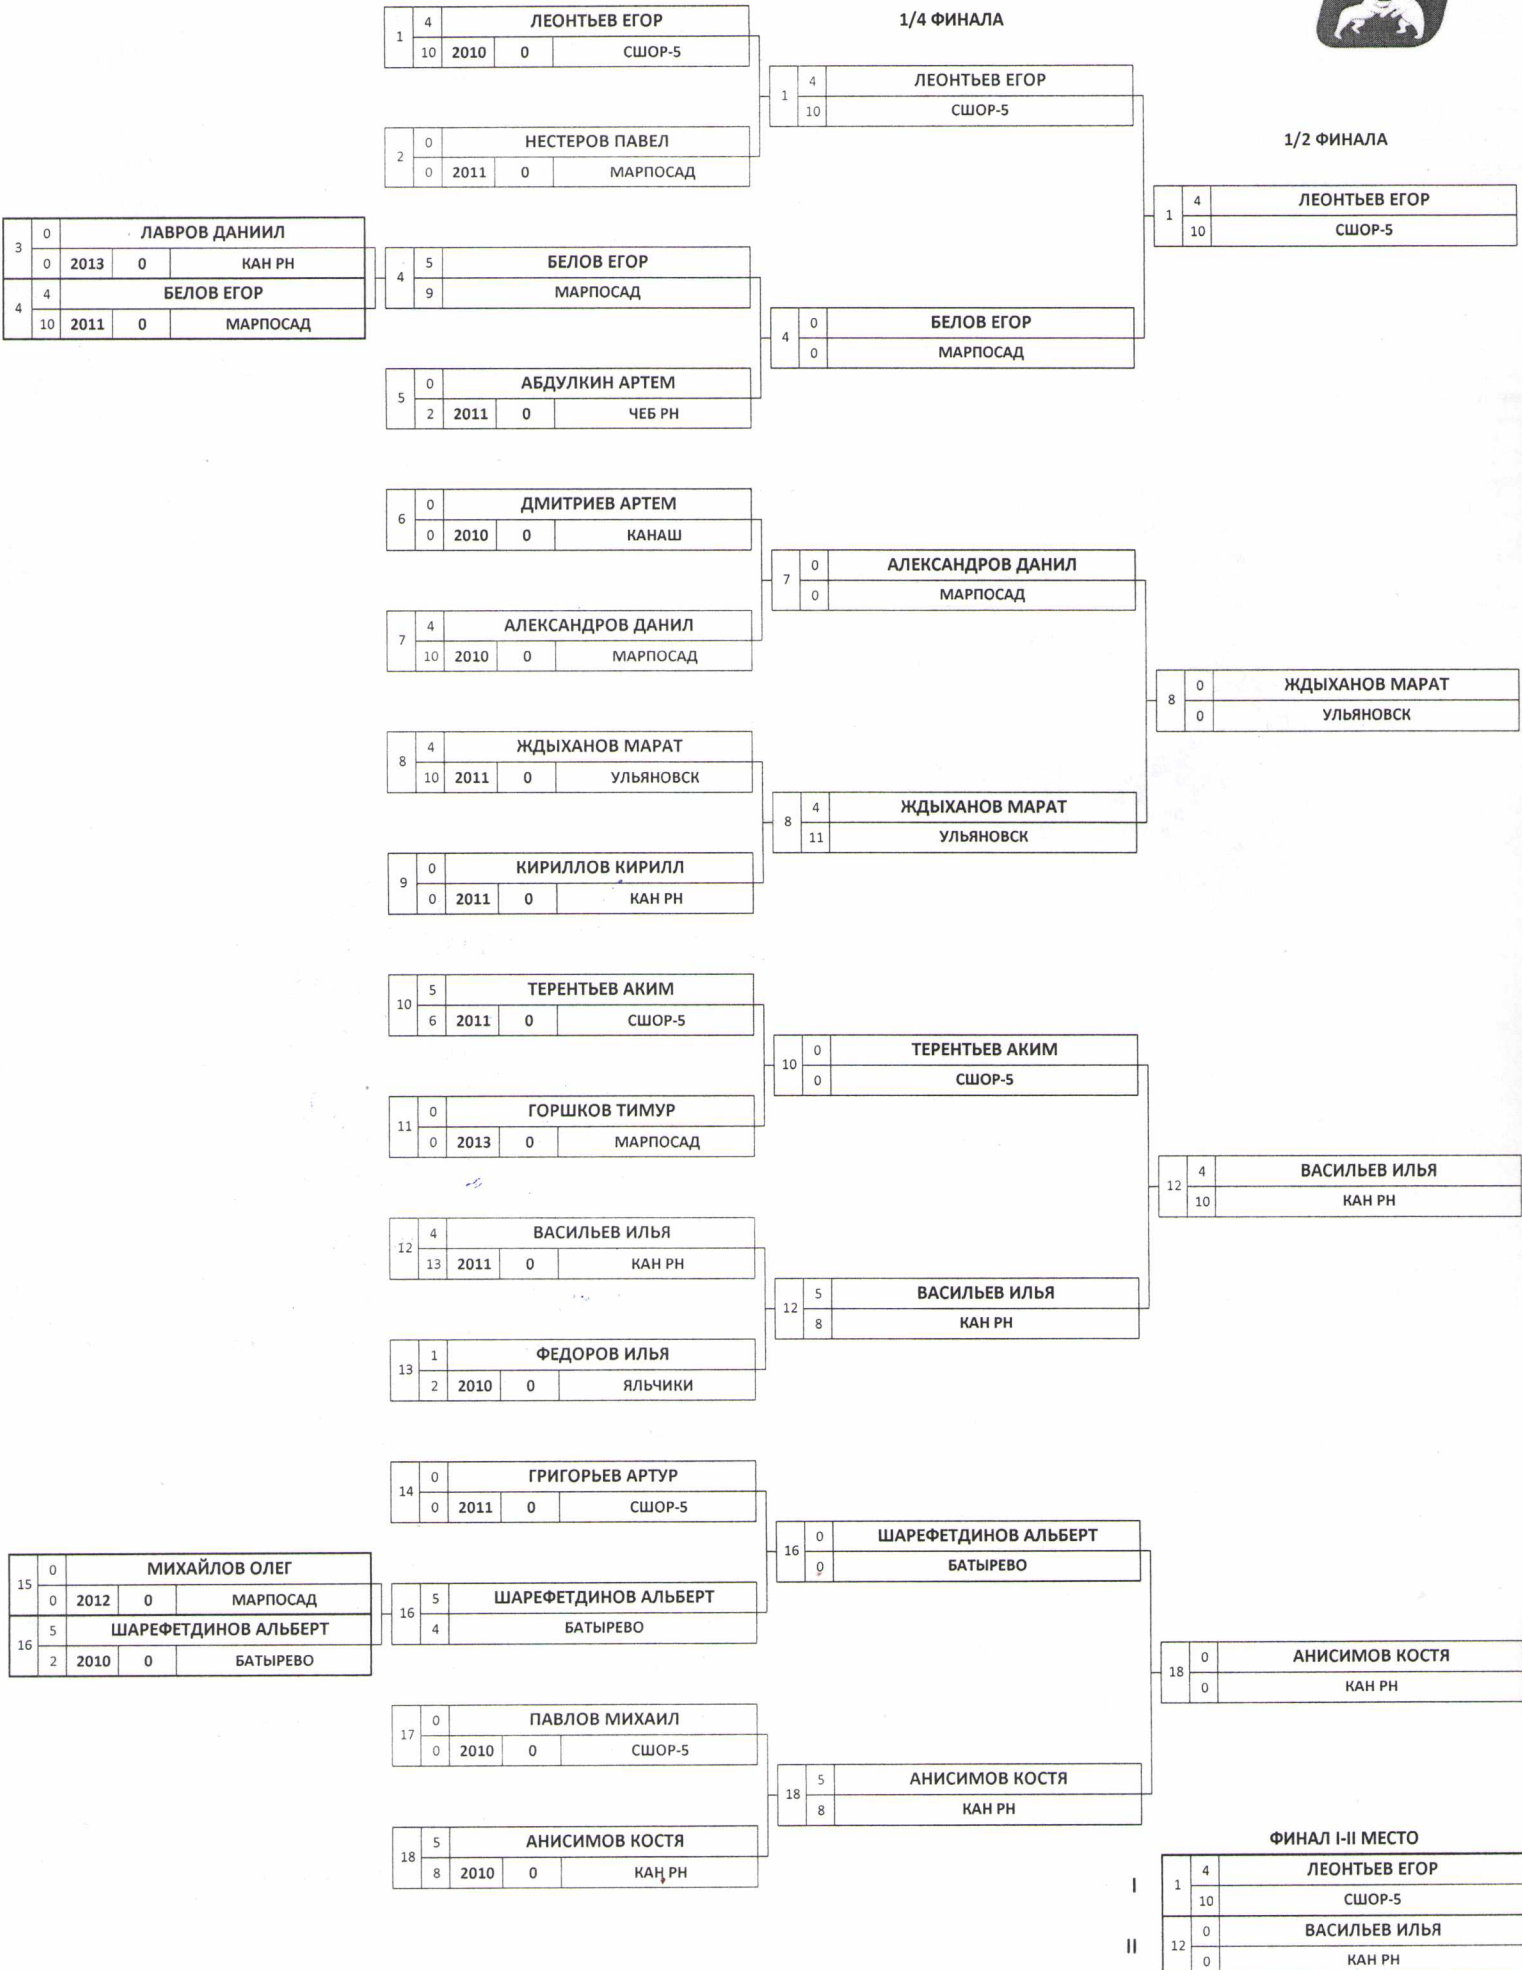 1 4 ЛЕОНТЬЕВ ЕГОР
10 2010 0 СШОР-5
2 0 НЕСТЕРОВ ПАВЕЛ
0 2011 0 МАРПОСАД
3 0 ЛАВРОВ ДАНИИЛ
0 2013 0 КАН РН
4 4 БЕЛОВ ЕГОР
10 2011 0 МАРПОСАД
4 5 БЕЛОВ ЕГОР
9 МАРПОСАД
5 0 АБДУЛКИН АРТЕМ
2 2011 0 ЧЕБ РН
6 0 ДМИТРИЕВ АРТЕМ
0 2010 0 КАНАШ
7 4 АЛЕКСАНДРОВ ДАНИЛ
10 2010 0 МАРПОСАД
8 4 ЖДЫХАНОВ МАРАТ
10 2011 0 УЛЬЯНОВСК
9 0 КИРИЛЛОВ КИРИЛЛ
0 2011 0 КАН РН
10 5 ТЕРЕНТЬЕВ АКИМ
6 2011 0 СШОР-5
11 0 ГОРШКОВ ТИМУР
0 2013 0 МАРПОСАД
12 4 ВАСИЛЬЕВ ИЛЬЯ
13 2011 0 КАН РН
13 1 ФЕДОРОВ ИЛЬЯ
2 2010 0 ЯЛЬЧИКИ
14 0 ГРИГОРЬЕВ АРТУР
0 2011 0 СШОР-5
15 0 МИХАЙЛОВ ОЛЕГ
0 2012 0 МАРПОСАД
16 5 ШАРЕФЕТДИНОВ АЛЬБЕРТ
2 2010 0 БАТЫРЕВО
16 5 ШАРЕФЕТДИНОВ АЛЬБЕРТ
4 БАТЫРЕВО
17 0 ПАВЛОВ МИХАИЛ
0 2010 0 СШОР-5
18 5 АНИСИМОВ КОСТЯ
8 2010 0 КАН РН
1/4 ФИНАЛА
1 4 ЛЕОНТЬЕВ ЕГОР
10 СШОР-5
4 0 БЕЛОВ ЕГОР
0 МАРПОСАД
7 0 АЛЕКСАНДРОВ ДАНИЛ
0 МАРПОСАД
8 4 ЖДЫХАНОВ МАРАТ
11 УЛЬЯНОВСК
10 0 ТЕРЕНТЬЕВ АКИМ
0 СШОР-5
12 5 ВАСИЛЬЕВ ИЛЬЯ
8 КАН РН
16 0 ШАРЕФЕТДИНОВ АЛЬБЕРТ
0 БАТЫРЕВО
18 5 АНИСИМОВ КОСТЯ
8 КАН РН
1/2 ФИНАЛА
1 4 ЛЕОНТЬЕВ ЕГОР
10 СШОР-5
8 0 ЖДЫХАНОВ МАРАТ
0 УЛЬЯНОВСК
12 4 ВАСИЛЬЕВ ИЛЬЯ
10 КАН РН
18 0 АНИСИМОВ КОСТЯ
0 КАН РН
ФИНАЛ I-II МЕСТО
I 1 4 ЛЕОНТЬЕВ ЕГОР
10 СШОР-5
II 12 0 ВАСИЛЬЕВ ИЛЬЯ
0 КАН РН